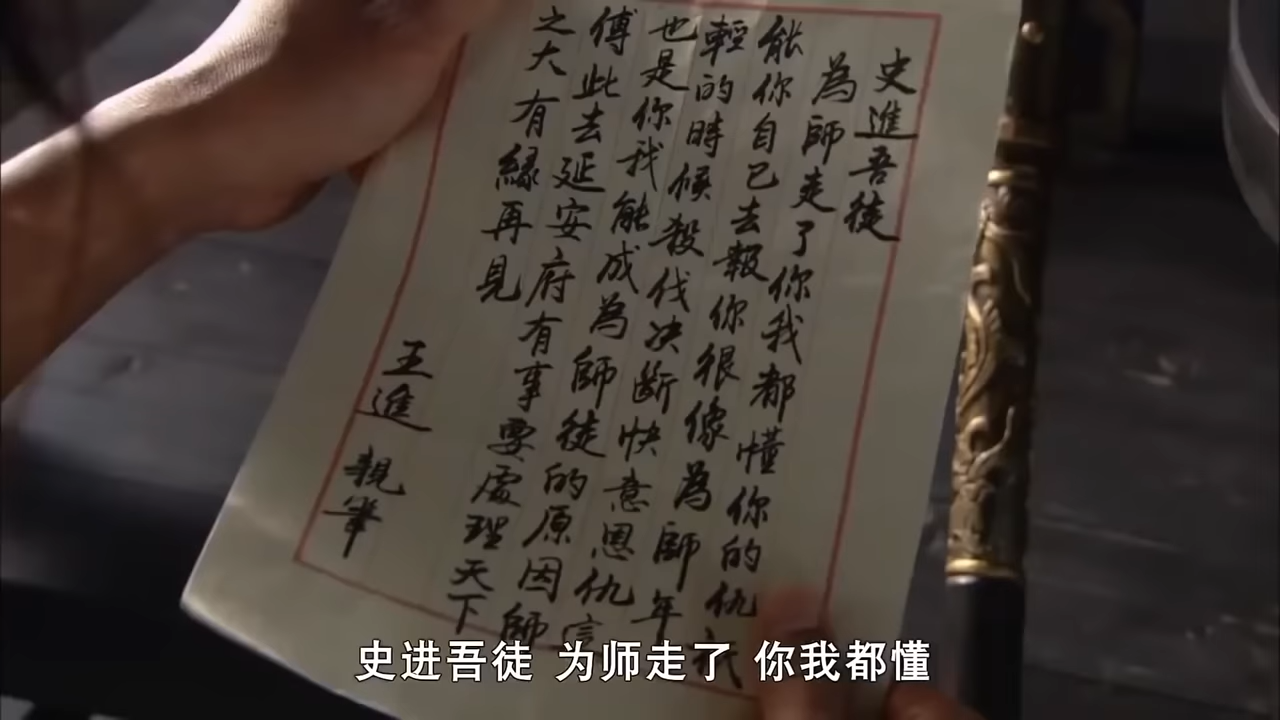 史進吾徒
為師走了你我都懂你的仇我
能你自己去報你很像為師年
輕的時候殺伐决斷快意恩仇這
也是你我能成為師徒的原因師
傅此去延安府有事要處理天下
之大有緣再見
王進
親筆
史进吾徒 为师走了 你我都懂